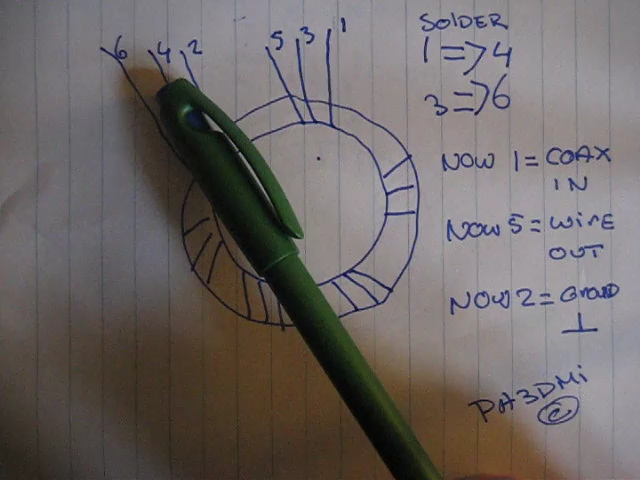 6 4 2 5 3 1
SOLDER
1 => 4
3 => 6
NOW 1 = COAX
IN
NOW 5 = WIRE
OUT
NOW 2 = Ground
⊥
PA3DMi
©